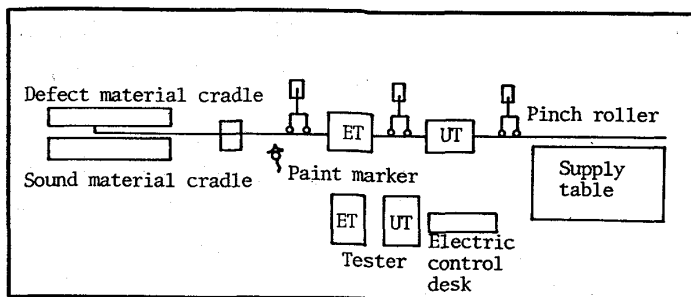 Defect material cradle
Pinch roller
ET
UT
Sound material cradle
Paint marker
Supply
table
ET
UT
Tester
Electric
control
desk